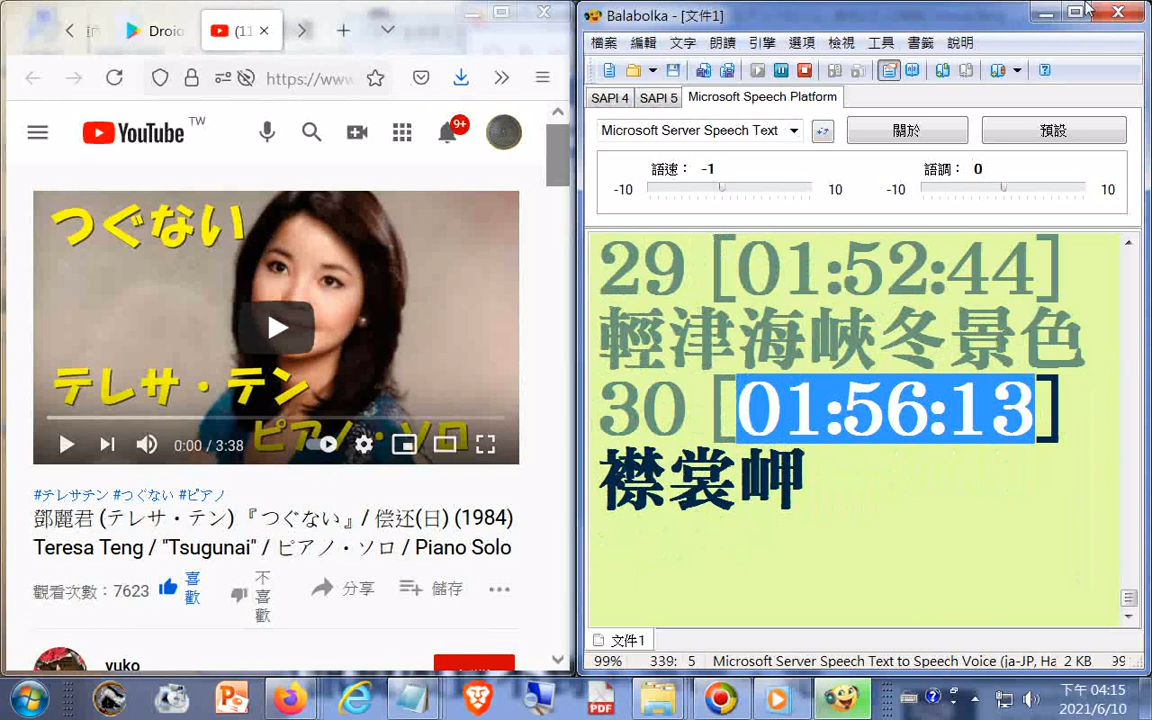 Droid
(11
https://www
YouTube TW
9+
つぐない
テレサ・テン
ピアノ・ソロ
0:00 / 3:38
#テレサテン #つぐない #ピアノ
鄧麗君 (テレサ・テン) 『 つぐない 』 / 偿还(日) (1984)
Teresa Teng / "Tsugunai" / ピアノ・ソロ / Piano Solo
觀看次數：7623
喜歡
不喜歡
分享
儲存
yuko
Balabolka - [文件1]
檔案 編輯 文字 朗讀 引擎 選項 檢視 工具 書籤 說明
SAPI 4 SAPI 5 Microsoft Speech Platform
Microsoft Server Speech Text
關於
預設
語速： -1
-10 10
語調： 0
-10 10
29 [01:52:44]
輕津海峽冬景色
30 [01:56:13]
襟裳岬
文件1
99% 339: 5 Microsoft Server Speech Text to Speech Voice (ja-JP, Ha 2 KB
PDF
下午 04:15
2021/6/10